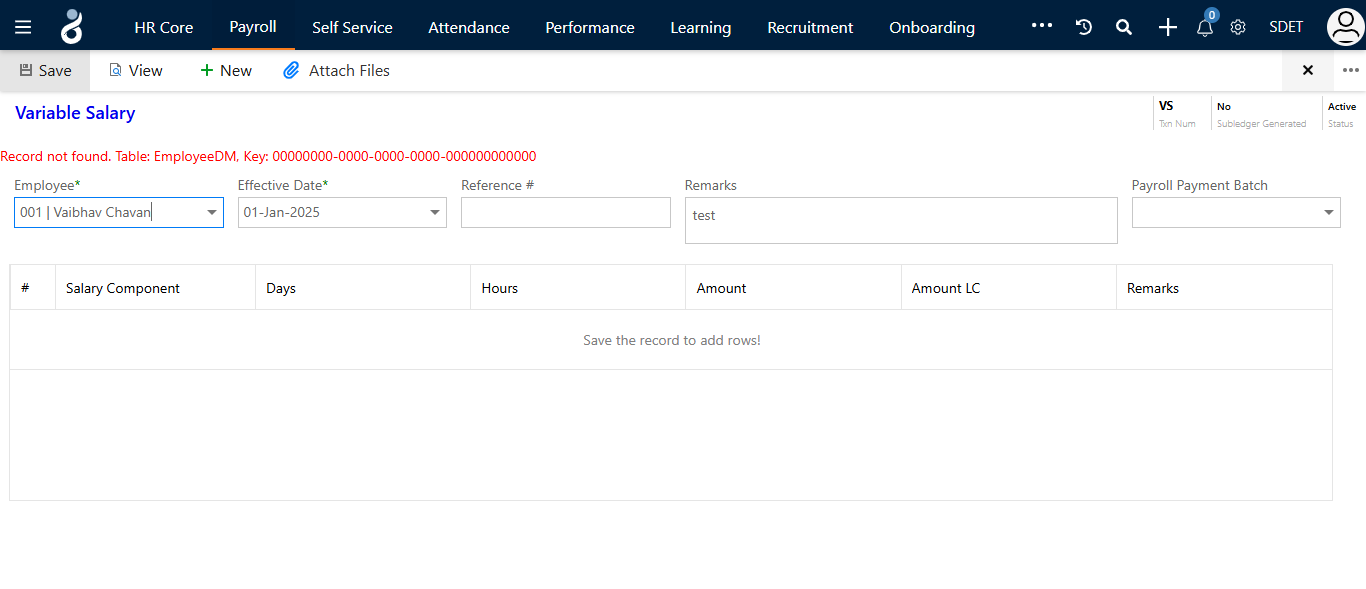 HR Core Payroll Self Service Attendance Performance Learning Recruitment Onboarding ••• 0 SDET
Save View + New Attach Files
Variable Salary
VS No Active
Txn Num Subledger Generated Status
Record not found. Table: EmployeeDM, Key: 00000000-0000-0000-0000-000000000000
Employee* Effective Date* Reference # Remarks Payroll Payment Batch
001 | Vaibhav Chavan 01-Jan-2025 test
# Salary Component Days Hours Amount Amount LC Remarks
Save the record to add rows!